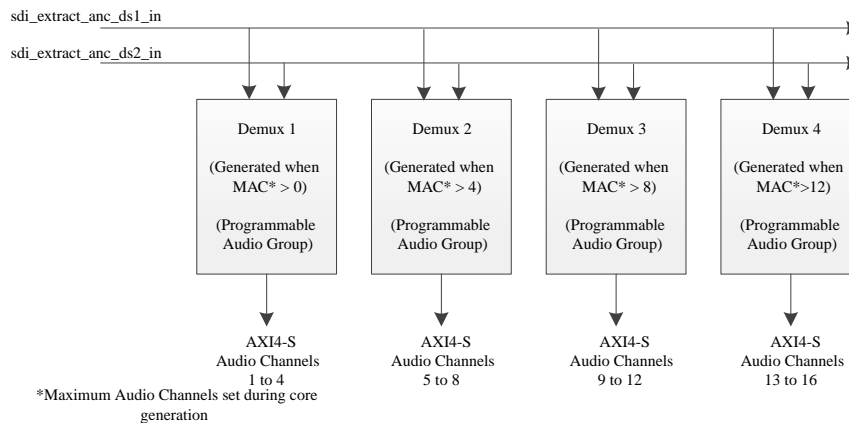 sdi_extract_anc_ds1_in
sdi_extract_anc_ds2_in
Demux 1
(Generated when
MAC* > 0)
(Programmable
Audio Group)
Demux 2
(Generated when
MAC* > 4)
(Programmable
Audio Group)
Demux 3
(Generated when
MAC* > 8)
(Programmable
Audio Group)
Demux 4
(Generated when
MAC*>12)
(Programmable
Audio Group)
AXI4-S
Audio Channels
1 to 4
AXI4-S
Audio Channels
5 to 8
AXI4-S
Audio Channels
9 to 12
AXI4-S
Audio Channels
13 to 16
*Maximum Audio Channels set during core
generation